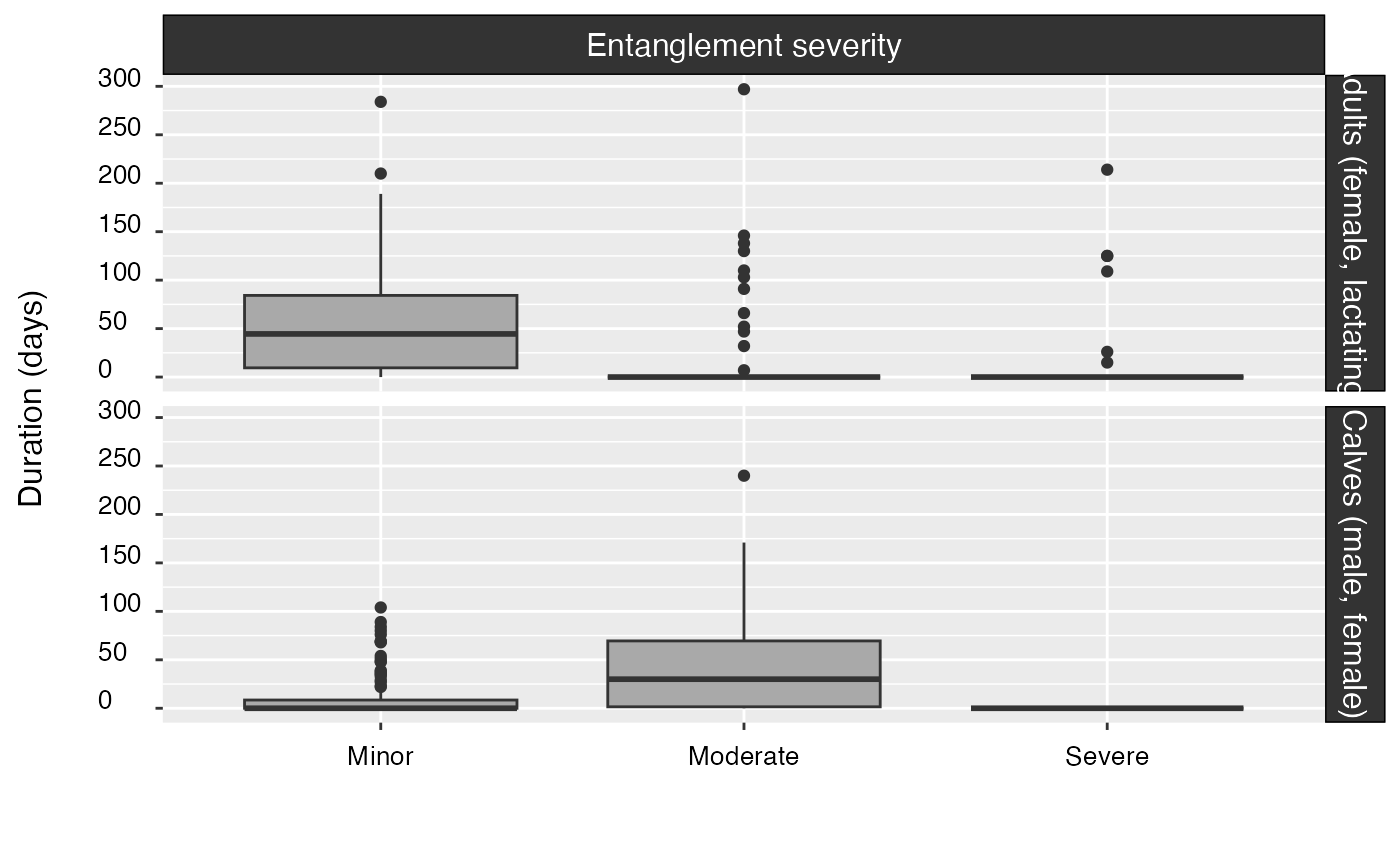 Entanglement severity
Duration (days)
300
250
200
150
100
50
0
dults (female, lactating
300
250
200
150
100
50
0
Calves (male, female)
Minor
Moderate
Severe